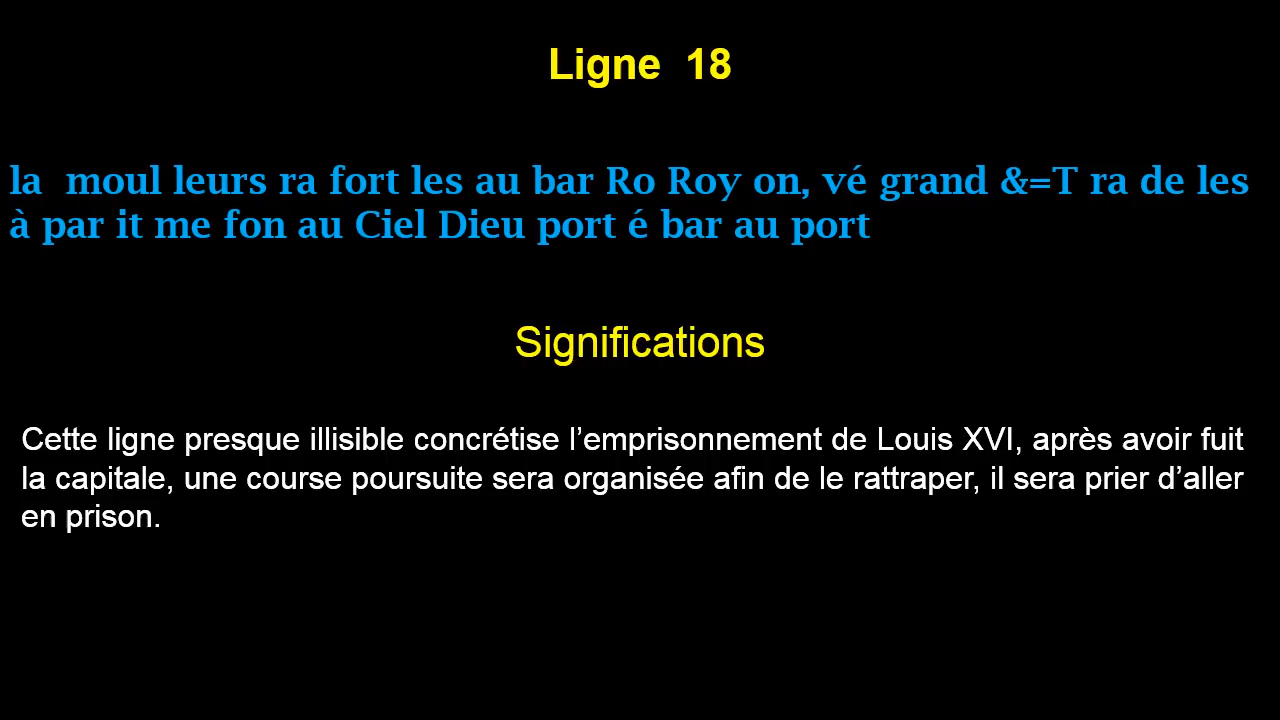 Ligne 18
la moul leurs ra fort les au bar Ro Roy on, vé grand &=T ra de les
à par it me fon au Ciel Dieu port é bar au port
Significations
Cette ligne presque illisible concrétise l’emprisonnement de Louis XVI, après avoir fuit
la capitale, une course poursuite sera organisée afin de le rattraper, il sera prier d’aller
en prison.